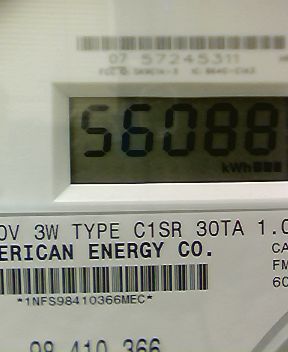 07 57245311
56088
kWh
0V 3W TYPE C1SR 30TA 1.0
ERICAN ENERGY CO.
CA
FM
60
*1NFS98410366MEC*
98 410 366